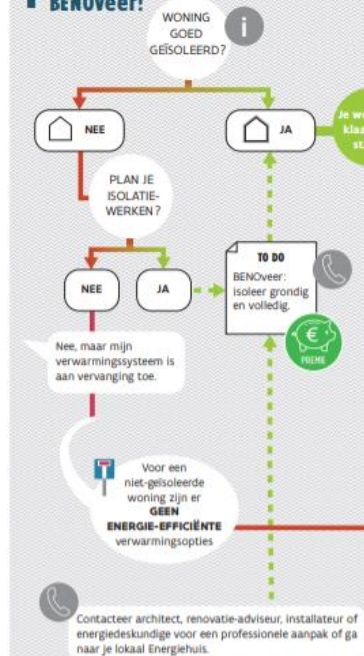 BENOveer!
WONING
GOED
GEÏSOLEERD?
i
NEE
JA
PLAN JE
ISOLATIE-
WERKEN?
NEE
JA
TO DO
BENOveer:
isoleer grondig
en volledig.
€
PREMIE
Nee, maar mijn
verwarmingssysteem is
aan vervanging toe.
Voor een
niet-geïsoleerde
woning zijn er
GEEN
ENERGIE-EFFICIËNTE
verwarmingsopties
Contacteer architect, renovatie-adviseur, installateur of
energiedeskundige voor een professionele aanpak of ga
naar je lokaal Energiehuis.